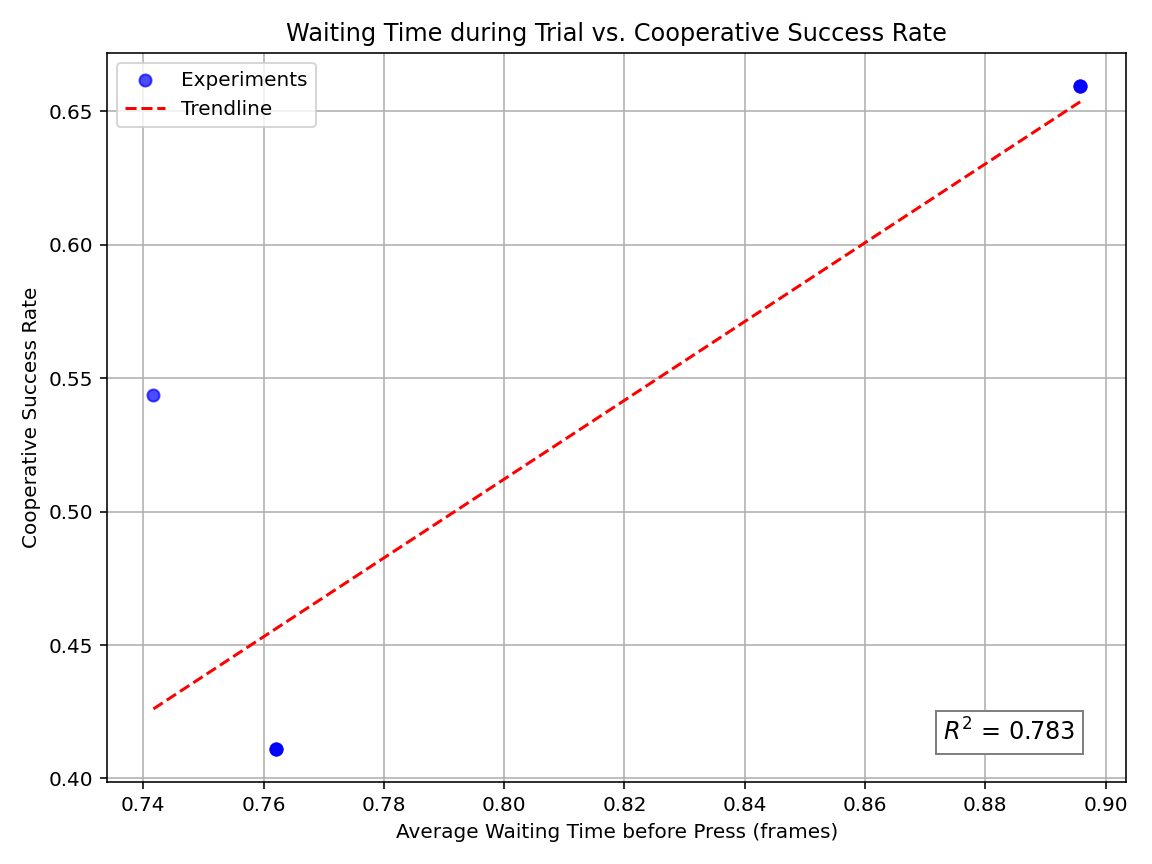 Waiting Time during Trial vs. Cooperative Success Rate
Experiments
Trendline
Cooperative Success Rate
0.65
0.60
0.55
0.50
0.45
0.40
R² = 0.783
0.74 0.76 0.78 0.80 0.82 0.84 0.86 0.88 0.90
Average Waiting Time before Press (frames)